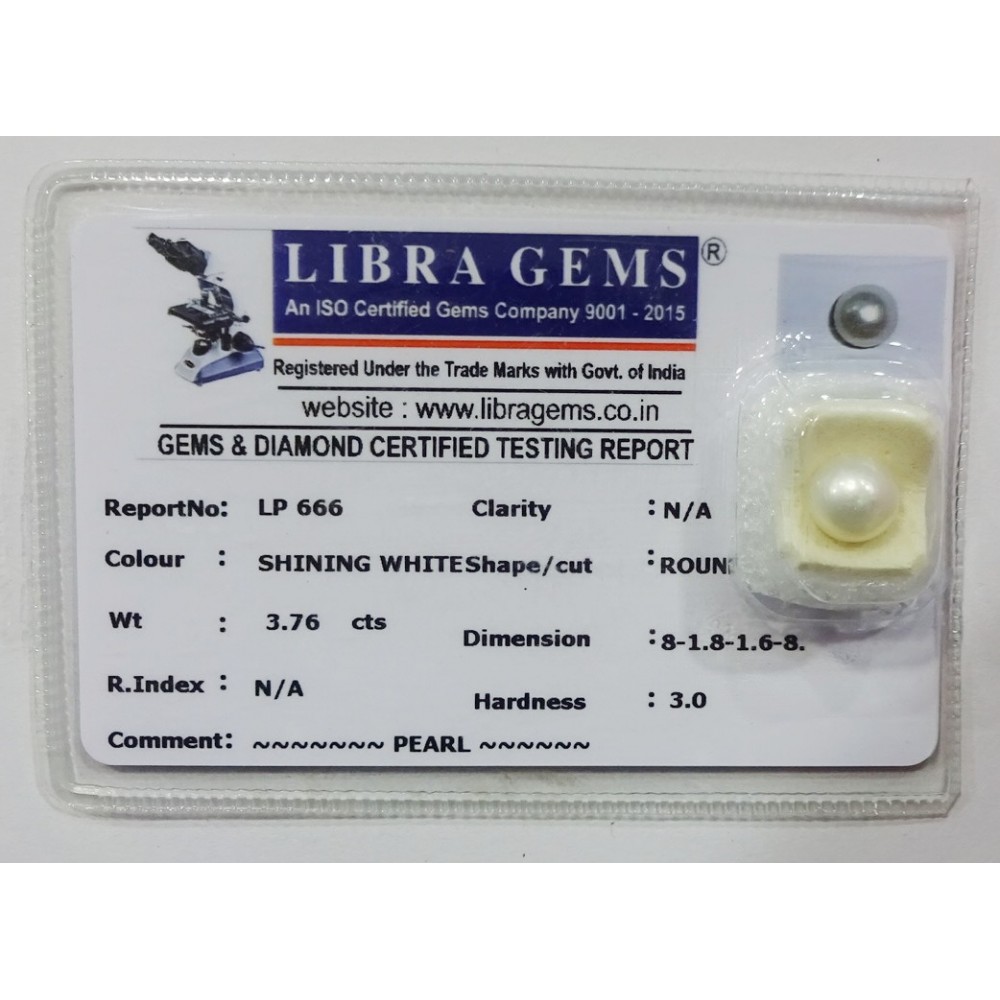 LIBRA GEMS®
An ISO Certified Gems Company 9001 - 2015
Registered Under the Trade Marks with Govt. of India
website : www.libragems.co.in
GEMS & DIAMOND CERTIFIED TESTING REPORT
ReportNo: LP 666 Clarity : N/A
Colour : SHINING WHITE Shape/cut : ROUN
Wt : 3.76 cts Dimension : 8-1.8-1.6-8.
R.Index : N/A Hardness : 3.0
Comment: ~~~~~~~ PEARL ~~~~~~